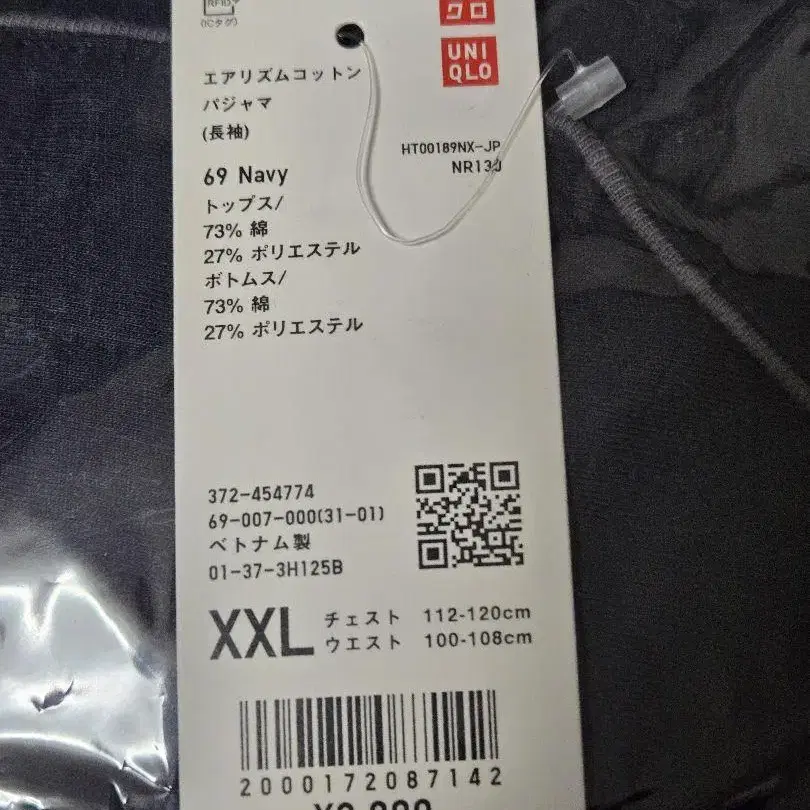 (ICタグ)
クロ
UNI
QLO
エアリズムコットン
パジャマ
(長袖)
HT00189NX-JP
69 Navy
トップス/
73% 綿
27% ポリエステル
ボトムス/
73% 綿
27% ポリエステル
372-454774
69-007-000(31-01)
ベトナム製
01-37-3H125B
XXL
チェスト 112-120cm
ウエスト 100-108cm
2000172087142